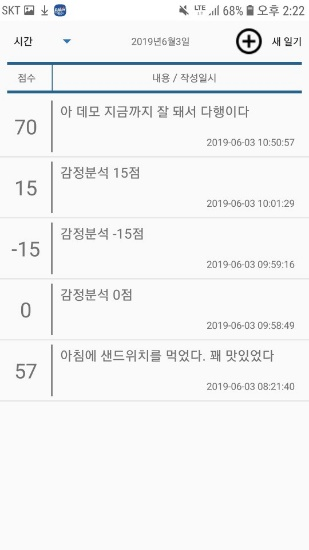 SKT LTE 68% 오후 2:22
시간 2019년6월3일 새 일기
점수 내용 / 작성일시
70 아 데모 지금까지 잘 돼서 다행이다
2019-06-03 10:50:57
15 감정분석 15점
2019-06-03 10:01:29
-15 감정분석 -15점
2019-06-03 09:59:16
0 감정분석 0점
2019-06-03 09:58:49
57 아침에 샌드위치를 먹었다. 꽤 맛있었다
2019-06-03 08:21:40